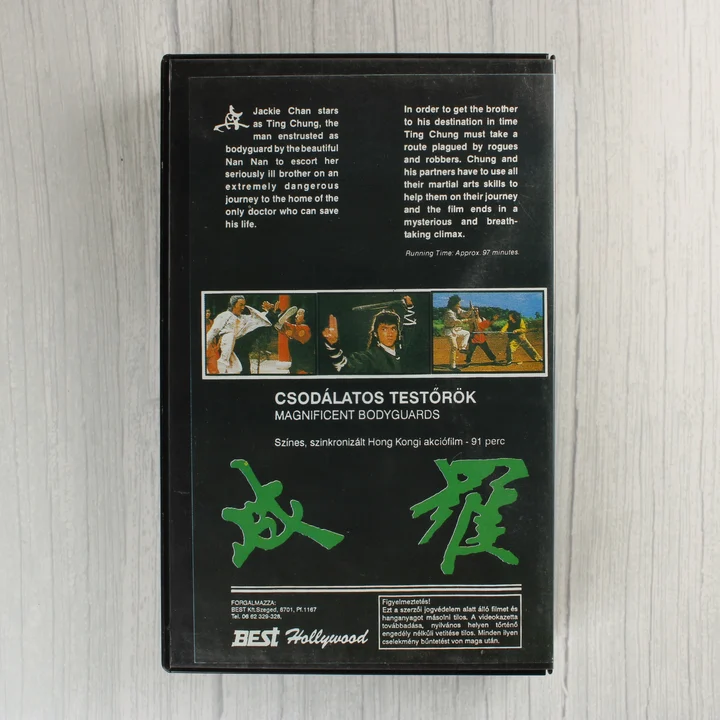 Jackie Chan stars
as Ting Chung, the
man enstrusted as
bodyguard by the beautiful
Nan Nan to escort her
seriously ill brother on an
extremely dangerous
journey to the home of the
only doctor who can save
his life.
In order to get the brother
to his destination in time
Ting Chung must take a
route plagued by rogues
and robbers. Chung and
his partners have to use all
their martial arts skills to
help them on their journey
and the film ends in a
mysterious and breath-
taking climax.
Running Time: Approx. 97 minutes
CSODÁLATOS TESTŐRÖK
MAGNIFICENT BODYGUARDS
Színes, szinkronizált Hong Kongi akciófilm - 91 perc
成 羅
FORGALMAZZA:
BEST Kft.Szeged, 6701, Pf.1167
Tel. 06 62 329-328,
BEST Hollywood
Figyelmeztetés!
Ezt a szerzői jogvédelem alatt álló filmet és
hanganyagot másolni tilos. A videokazetta
továbbadása, nyilvános helyen történő
engedély nélküli vetítése tilos. Minden ilyen
cselekmény büntetést von maga után.